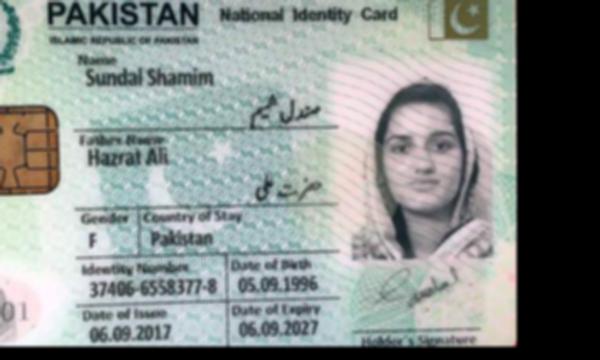 PAKISTAN National Identity Card
ISLAMIC REPUBLIC OF PAKISTAN
Name
Sundal Shamim
صندل شمیم
Father Name
Hazrat Ali
حضرت علی
Gender Country of Stay
F Pakistan
Identity Number Date of Birth
37406-6558377-8 05.09.1996
Date of Issue Date of Expiry
06.09.2017 06.09.2027
Holder's Signature
01